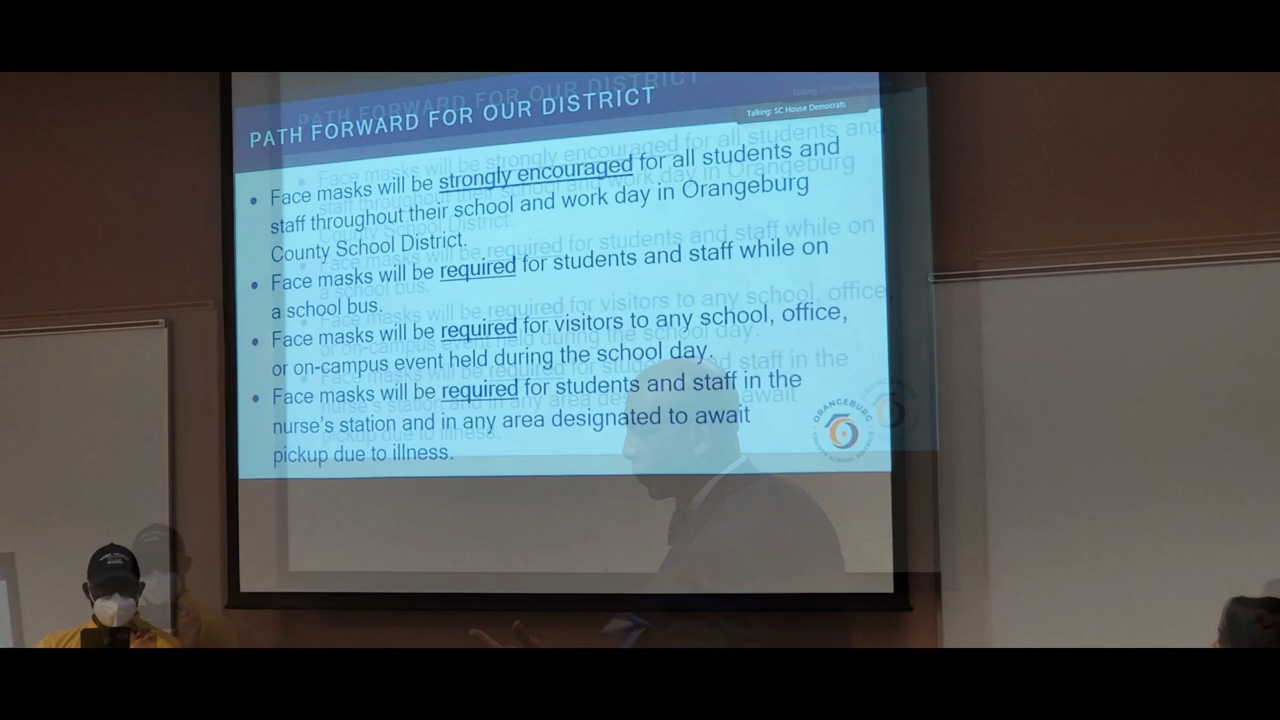 PATH FORWARD FOR OUR DISTRICT
Talking: SC House Democrats
• Face masks will be strongly encouraged for all students and
staff throughout their school and work day in Orangeburg
County School District.
• Face masks will be required for students and staff while on
a school bus.
• Face masks will be required for visitors to any school, office,
or on-campus event held during the school day.
• Face masks will be required for students and staff in the
nurse's station and in any area designated to await
pickup due to illness.
ORANGEBURG